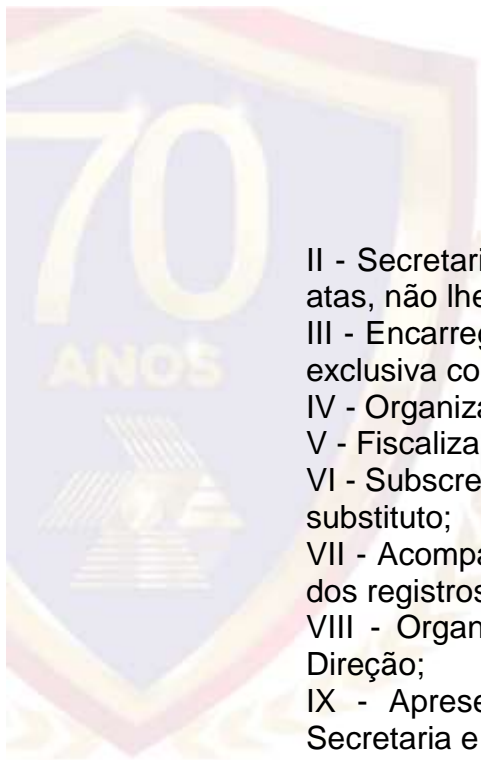 70
ANOS
II - Secretari
atas, não lhe
III - Encarreg
exclusiva co
IV - Organiza
V - Fiscaliza
VI - Subscre
substituto;
VII - Acompa
dos registros
VIII - Organ
Direção;
IX - Aprese
Secretaria e